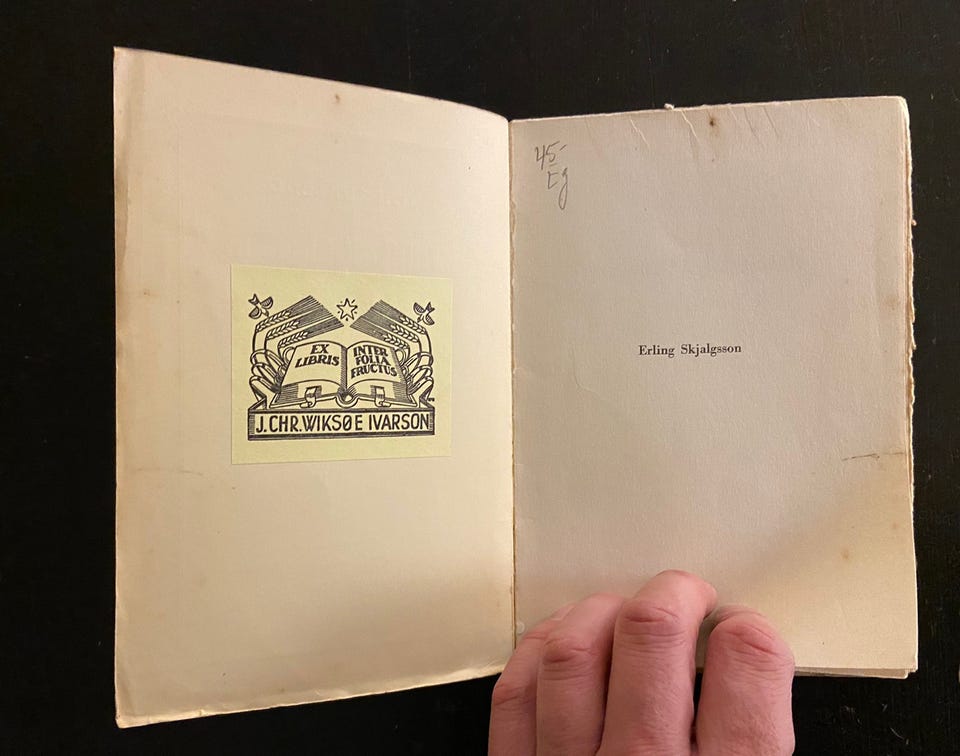 EX
LIBRIS
INTER
FOLIA
FRUCTUS
J. CHR. WIKSØE IVARSON
45-
Eg
Erling Skjalgsson